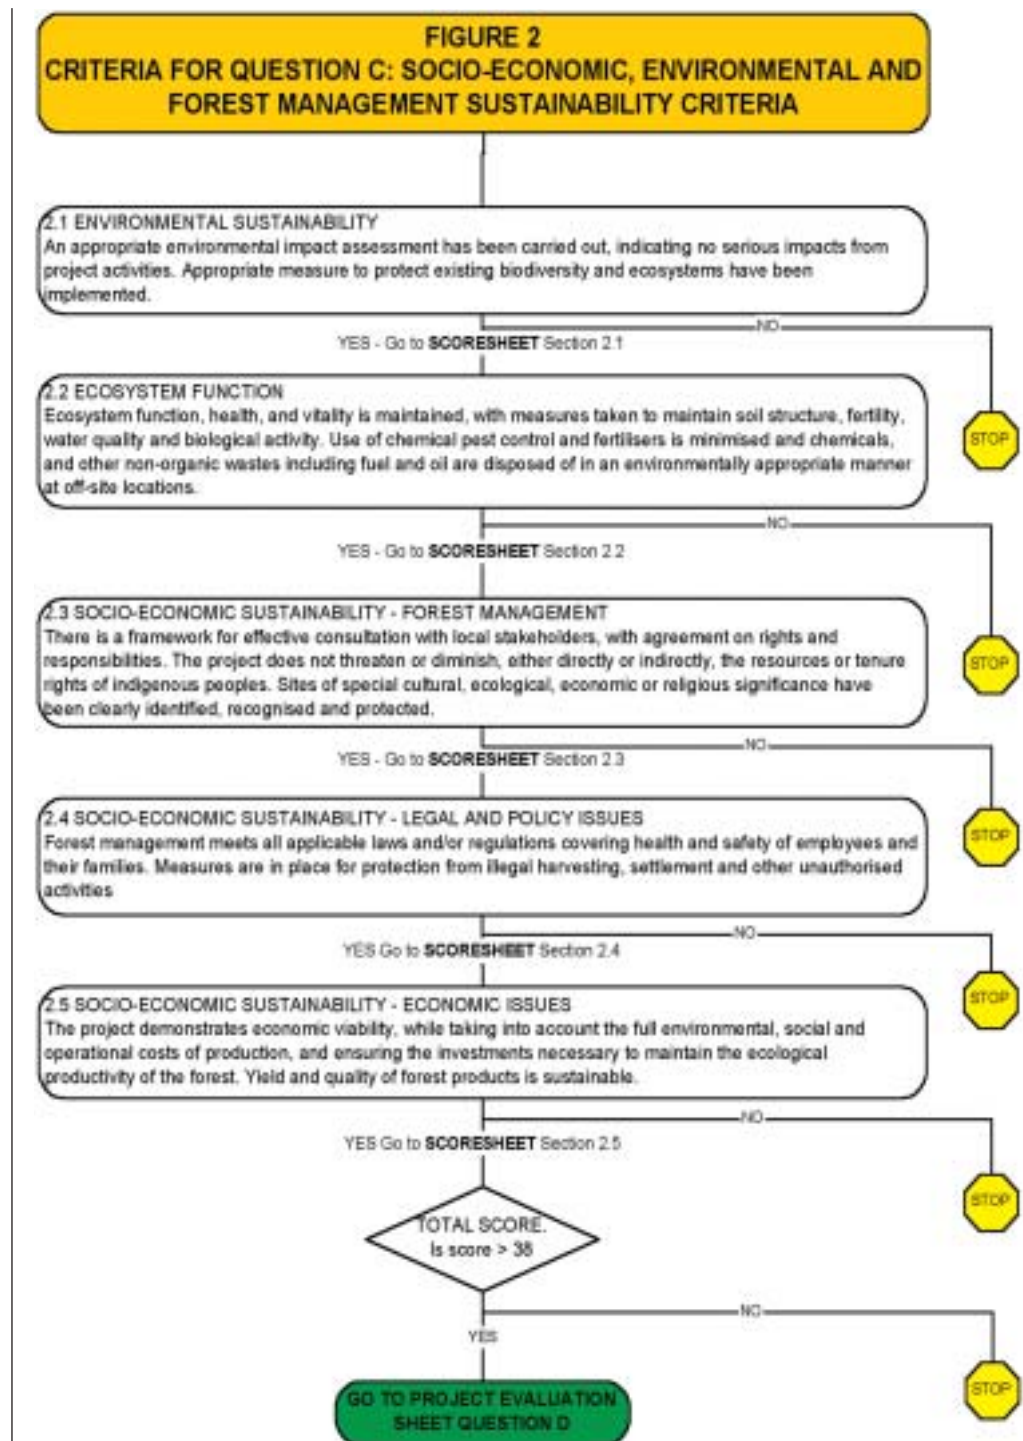 FIGURE 2
CRITERIA FOR QUESTION C: SOCIO-ECONOMIC, ENVIRONMENTAL AND
FOREST MANAGEMENT SUSTAINABILITY CRITERIA
2.1 ENVIRONMENTAL SUSTAINABILITY
An appropriate environmental impact assessment has been carried out, indicating no serious impacts from
project activities. Appropriate measure to protect existing biodiversity and ecosystems have been
implemented.
NO
YES - Go to SCORESHEET Section 2.1
2.2 ECOSYSTEM FUNCTION
Ecosystem function, health, and vitality is maintained, with measures taken to maintain soil structure, fertility,
water quality and biological activity. Use of chemical pest control and fertilisers is minimised and chemicals,
and other non-organic wastes including fuel and oil are disposed of in an environmentally appropriate manner
at off-site locations.
STOP
NO
YES - Go to SCORESHEET Section 2.2
2.3 SOCIO-ECONOMIC SUSTAINABILITY - FOREST MANAGEMENT
There is a framework for effective consultation with local stakeholders, with agreement on rights and
responsibilities. The project does not threaten or diminish, either directly or indirectly, the resources or tenure
rights of indigenous peoples. Sites of special cultural, ecological, economic or religious significance have
been clearly identified, recognised and protected.
STOP
NO
YES - Go to SCORESHEET Section 2.3
2.4 SOCIO-ECONOMIC SUSTAINABILITY - LEGAL AND POLICY ISSUES
Forest management meets all applicable laws and/or regulations covering health and safety of employees and
their families. Measures are in place for protection from illegal harvesting, settlement and other unauthorised
activities
STOP
NO
YES Go to SCORESHEET Section 2.4
2.5 SOCIO-ECONOMIC SUSTAINABILITY - ECONOMIC ISSUES
The project demonstrates economic viability, while taking into account the full environmental, social and
operational costs of production, and ensuring the investments necessary to maintain the ecological
productivity of the forest. Yield and quality of forest products is sustainable.
STOP
NO
YES Go to SCORESHEET Section 2.5
STOP
TOTAL SCORE.
Is score > 38
NO
YES
STOP
GO TO PROJECT EVALUATION
SHEET QUESTION D